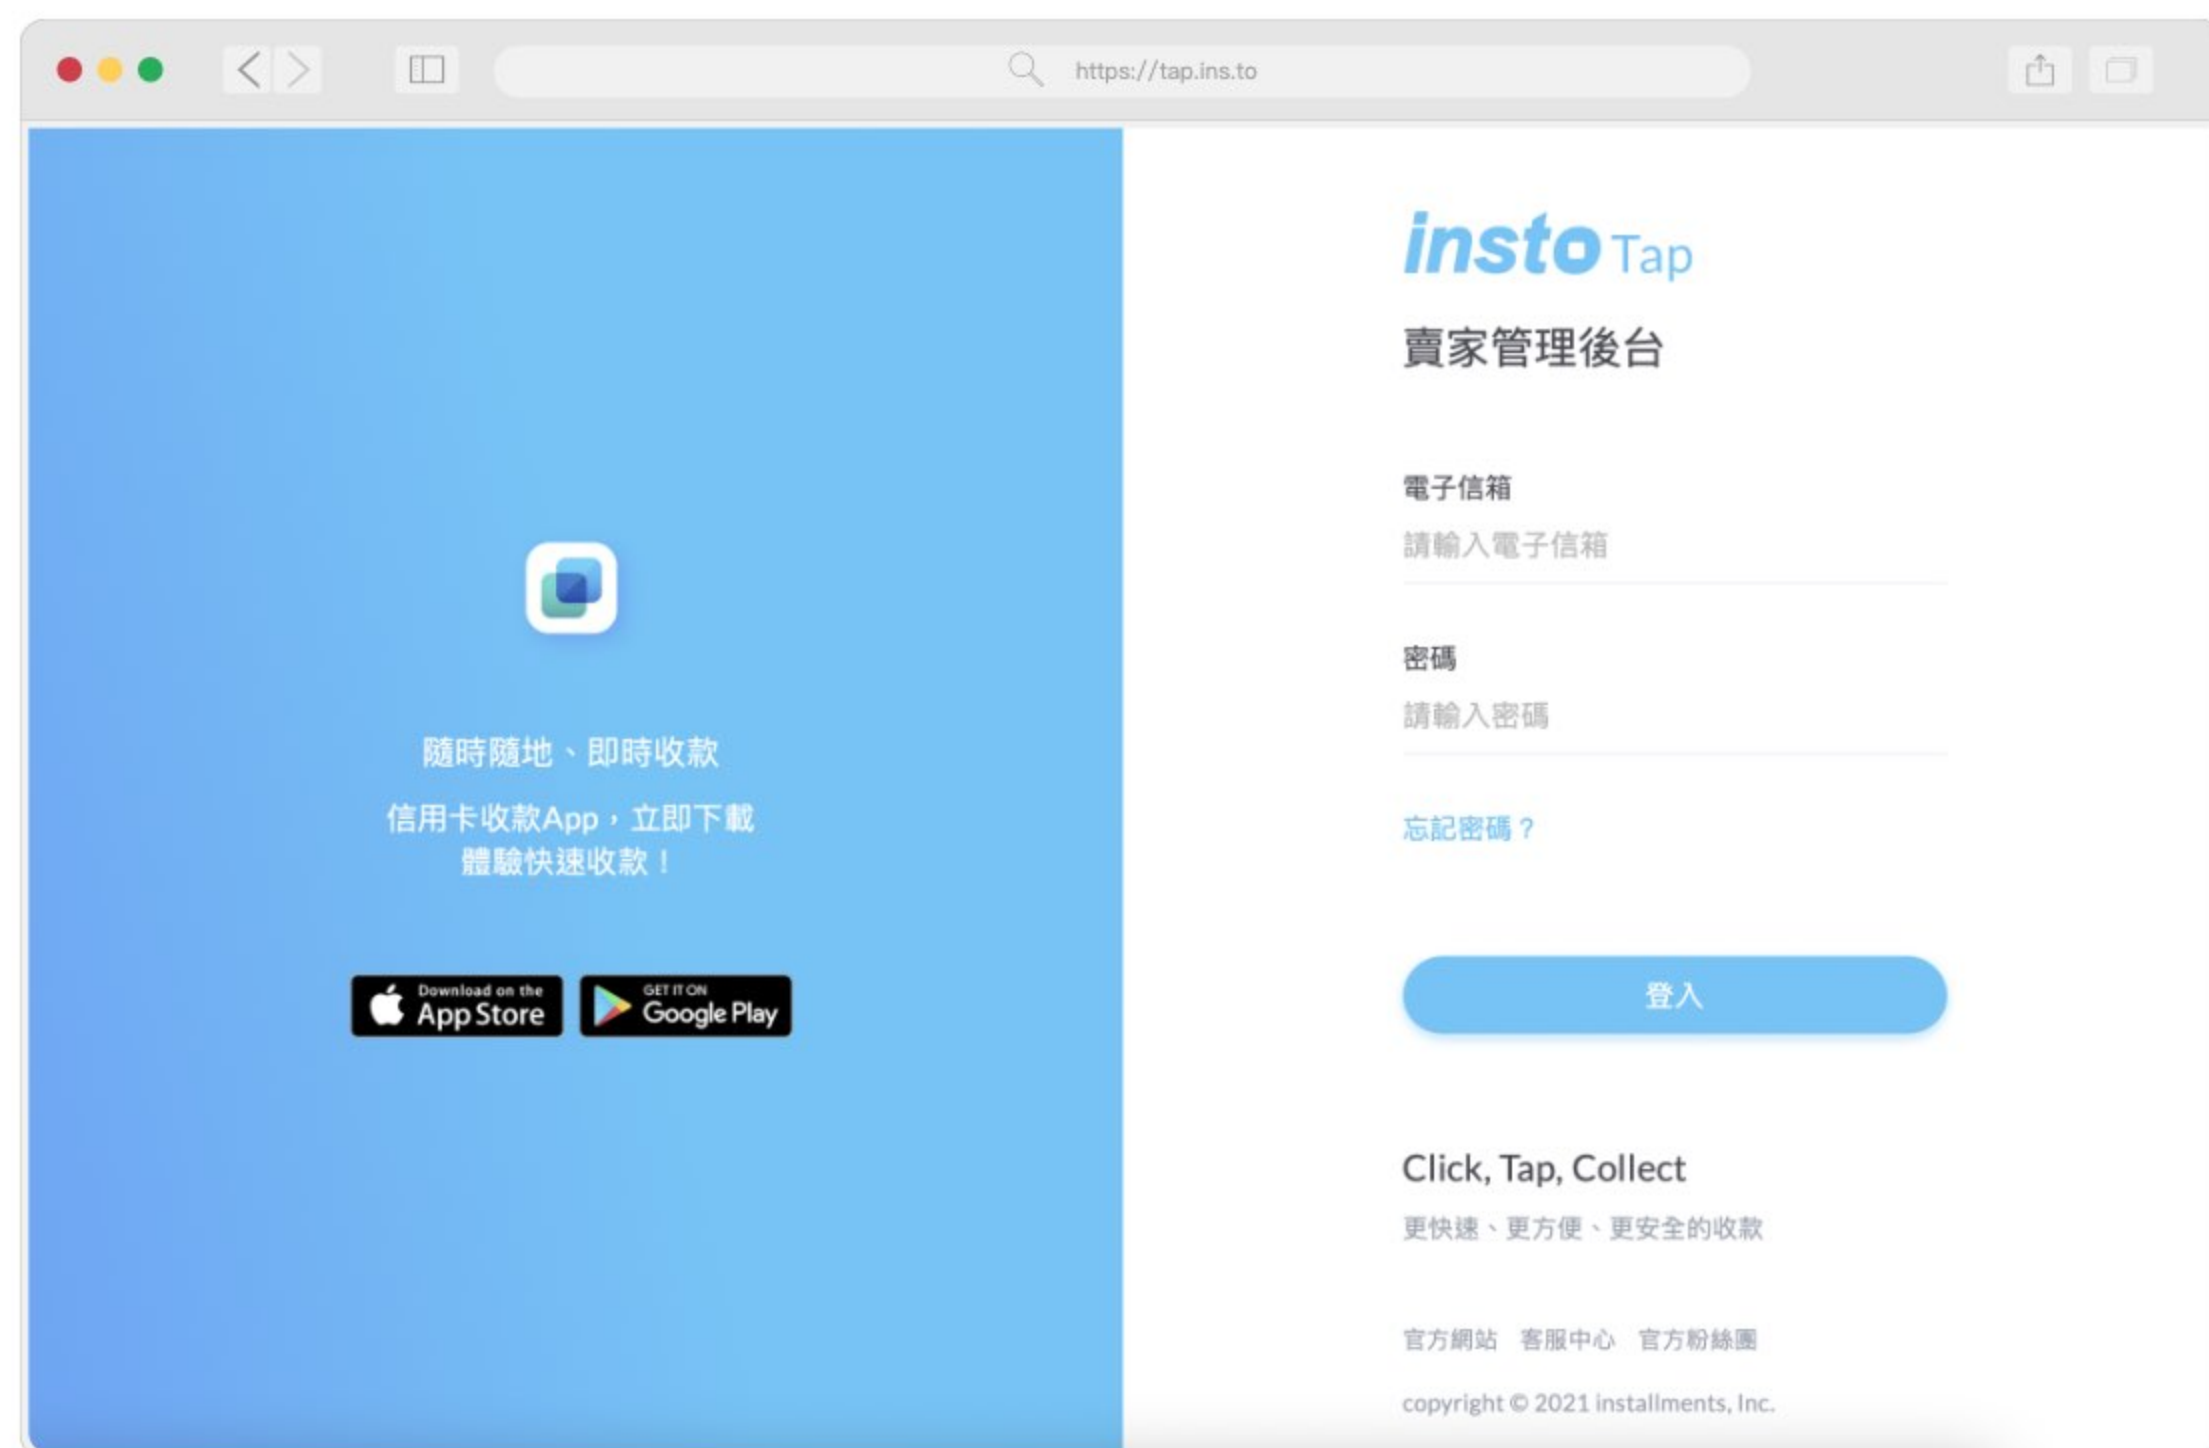 https://tap.ins.to
隨時隨地、即時收款
信用卡收款App，立即下載
體驗快速收款！
Download on the
App Store
GET IT ON
Google Play
insto Tap
賣家管理後台
電子信箱
請輸入電子信箱
密碼
請輸入密碼
忘記密碼？
登入
Click, Tap, Collect
更快速、更方便、更安全的收款
官方網站 客服中心 官方粉絲團
copyright © 2021 installments, Inc.